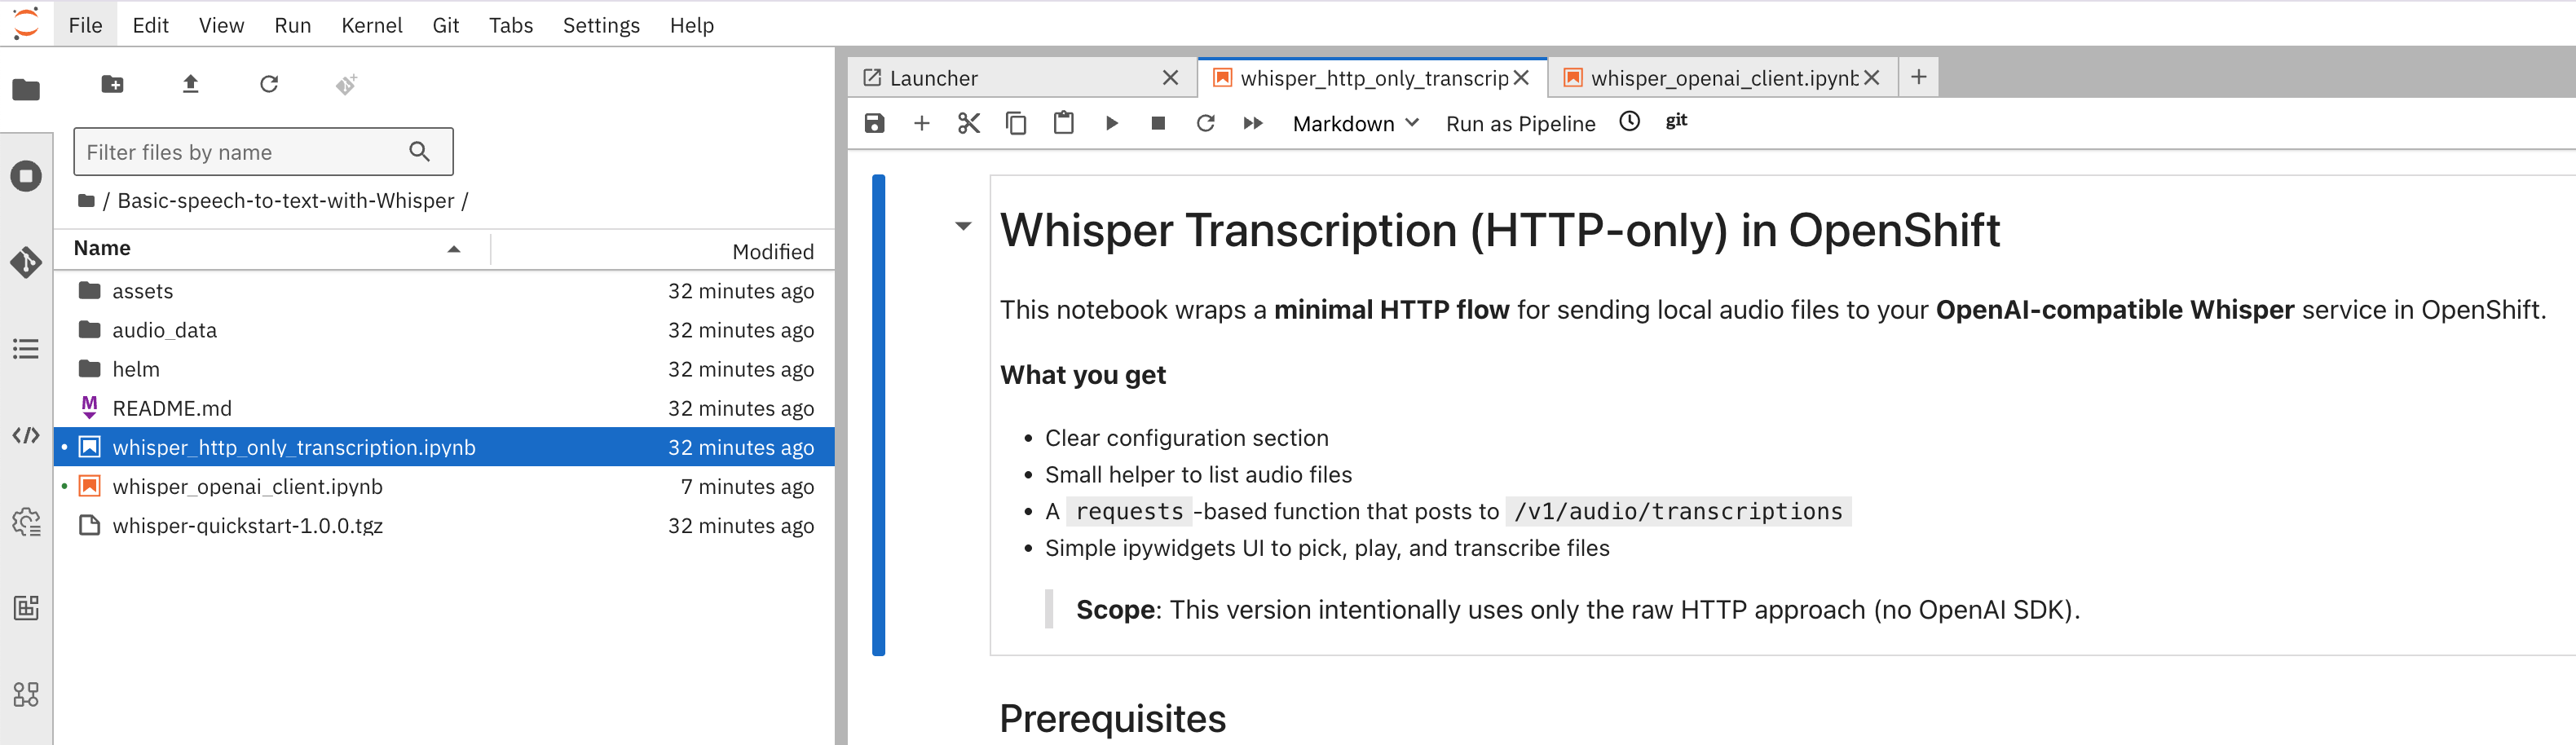 File Edit View Run Kernel Git Tabs Settings Help
Filter files by name
/ Basic-speech-to-text-with-Whisper /
Name Modified
assets 32 minutes ago
audio_data 32 minutes ago
helm 32 minutes ago
README.md 32 minutes ago
whisper_http_only_transcription.ipynb 32 minutes ago
whisper_openai_client.ipynb 7 minutes ago
whisper-quickstart-1.0.0.tgz 32 minutes ago
Launcher whisper_http_only_transcrip whisper_openai_client.ipynb
Markdown Run as Pipeline git
Whisper Transcription (HTTP-only) in OpenShift
This notebook wraps a minimal HTTP flow for sending local audio files to your OpenAI-compatible Whisper service in OpenShift.
What you get
• Clear configuration section
• Small helper to list audio files
• A requests -based function that posts to /v1/audio/transcriptions
• Simple ipywidgets UI to pick, play, and transcribe files
Scope: This version intentionally uses only the raw HTTP approach (no OpenAI SDK).
Prerequisites